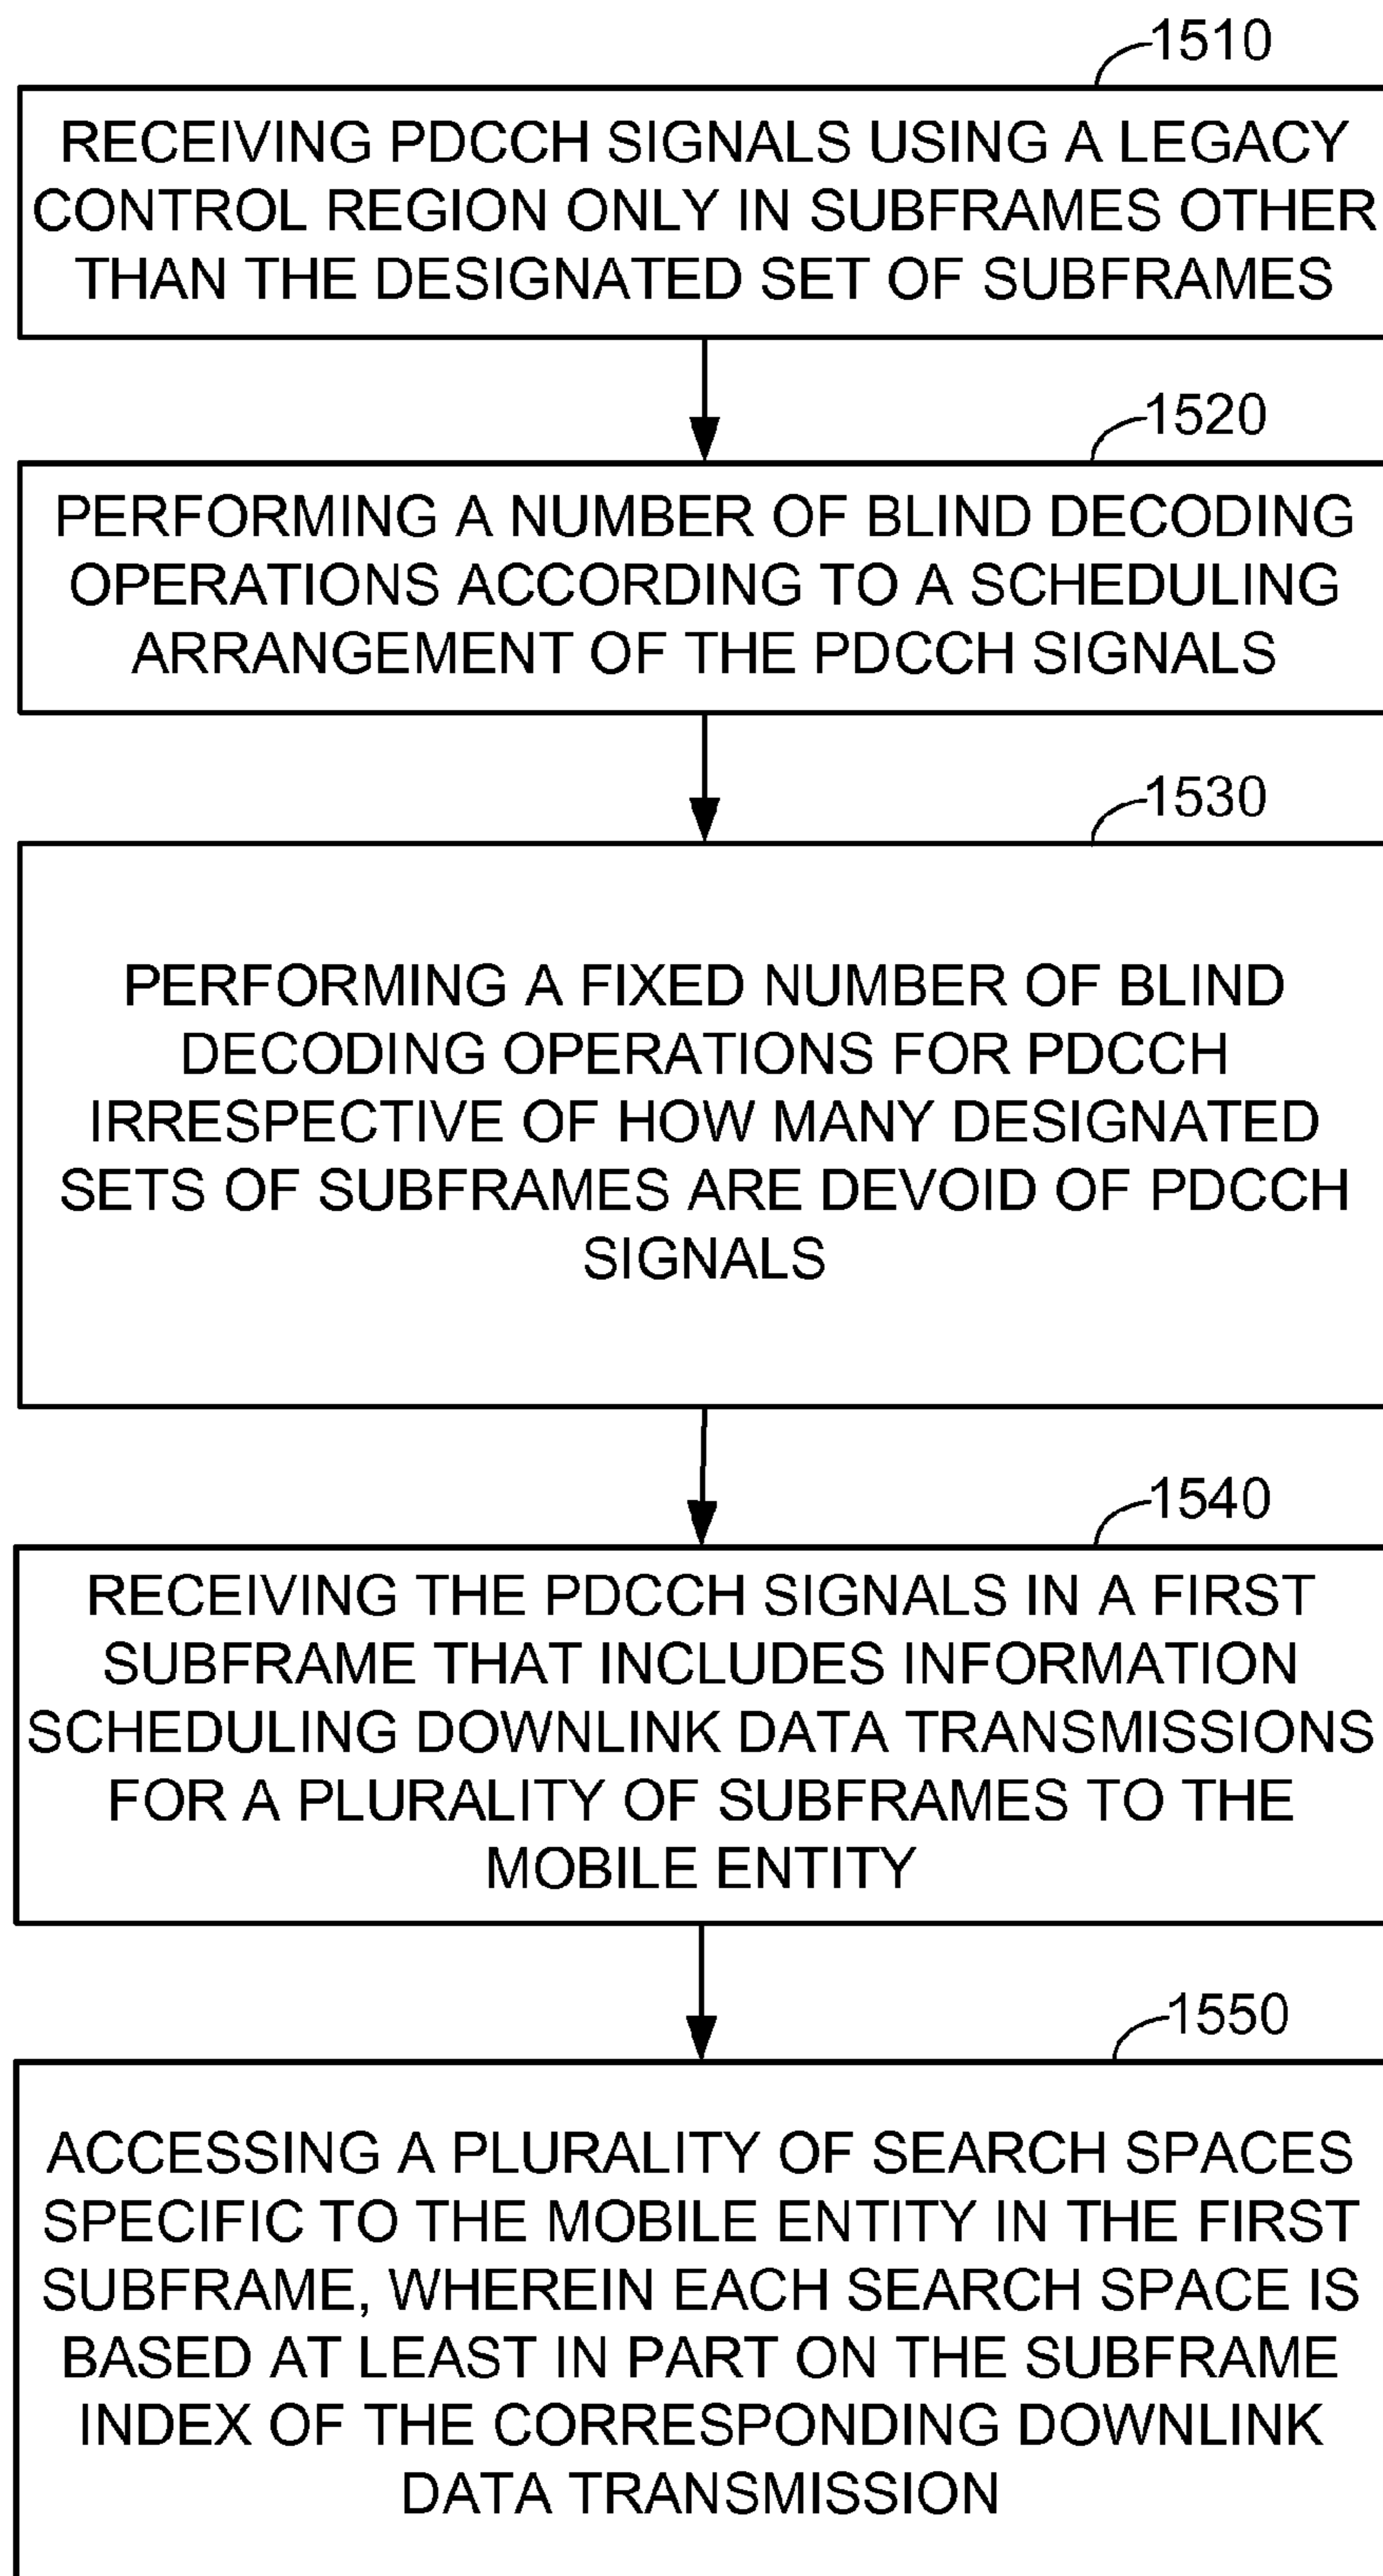 1510
RECEIVING PDCCH SIGNALS USING A LEGACY
CONTROL REGION ONLY IN SUBFRAMES OTHER
THAN THE DESIGNATED SET OF SUBFRAMES
1520
PERFORMING A NUMBER OF BLIND DECODING
OPERATIONS ACCORDING TO A SCHEDULING
ARRANGEMENT OF THE PDCCH SIGNALS
1530
PERFORMING A FIXED NUMBER OF BLIND
DECODING OPERATIONS FOR PDCCH
IRRESPECTIVE OF HOW MANY DESIGNATED
SETS OF SUBFRAMES ARE DEVOID OF PDCCH
SIGNALS
1540
RECEIVING THE PDCCH SIGNALS IN A FIRST
SUBFRAME THAT INCLUDES INFORMATION
SCHEDULING DOWNLINK DATA TRANSMISSIONS
FOR A PLURALITY OF SUBFRAMES TO THE
MOBILE ENTITY
1550
ACCESSING A PLURALITY OF SEARCH SPACES
SPECIFIC TO THE MOBILE ENTITY IN THE FIRST
SUBFRAME, WHEREIN EACH SEARCH SPACE IS
BASED AT LEAST IN PART ON THE SUBFRAME
INDEX OF THE CORRESPONDING DOWNLINK
DATA TRANSMISSION